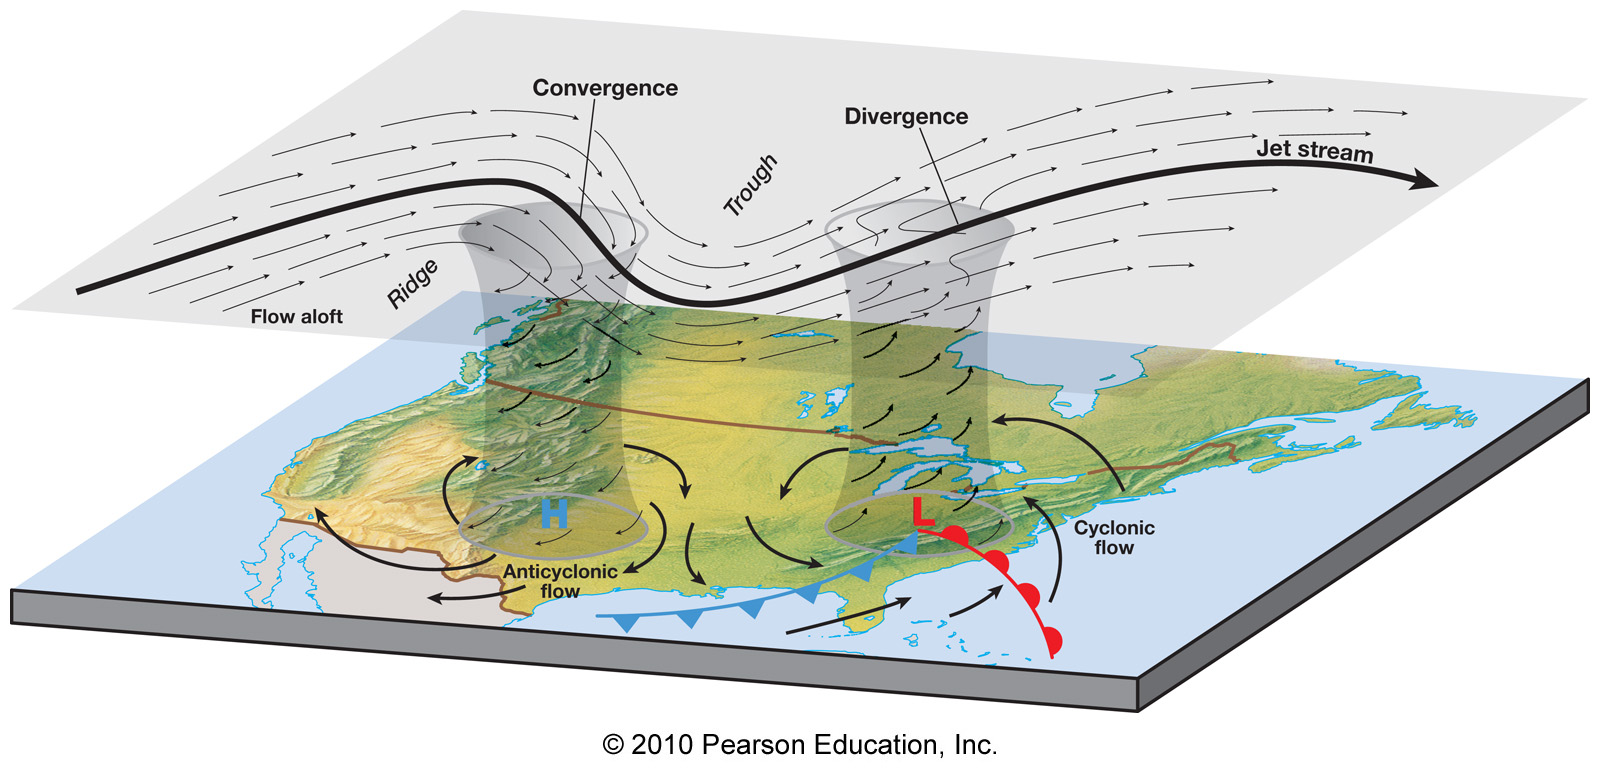 Convergence
Divergence
Jet stream
Trough
Ridge
Flow aloft
H
L
Cyclonic
flow
Anticyclonic
flow
© 2010 Pearson Education, Inc.